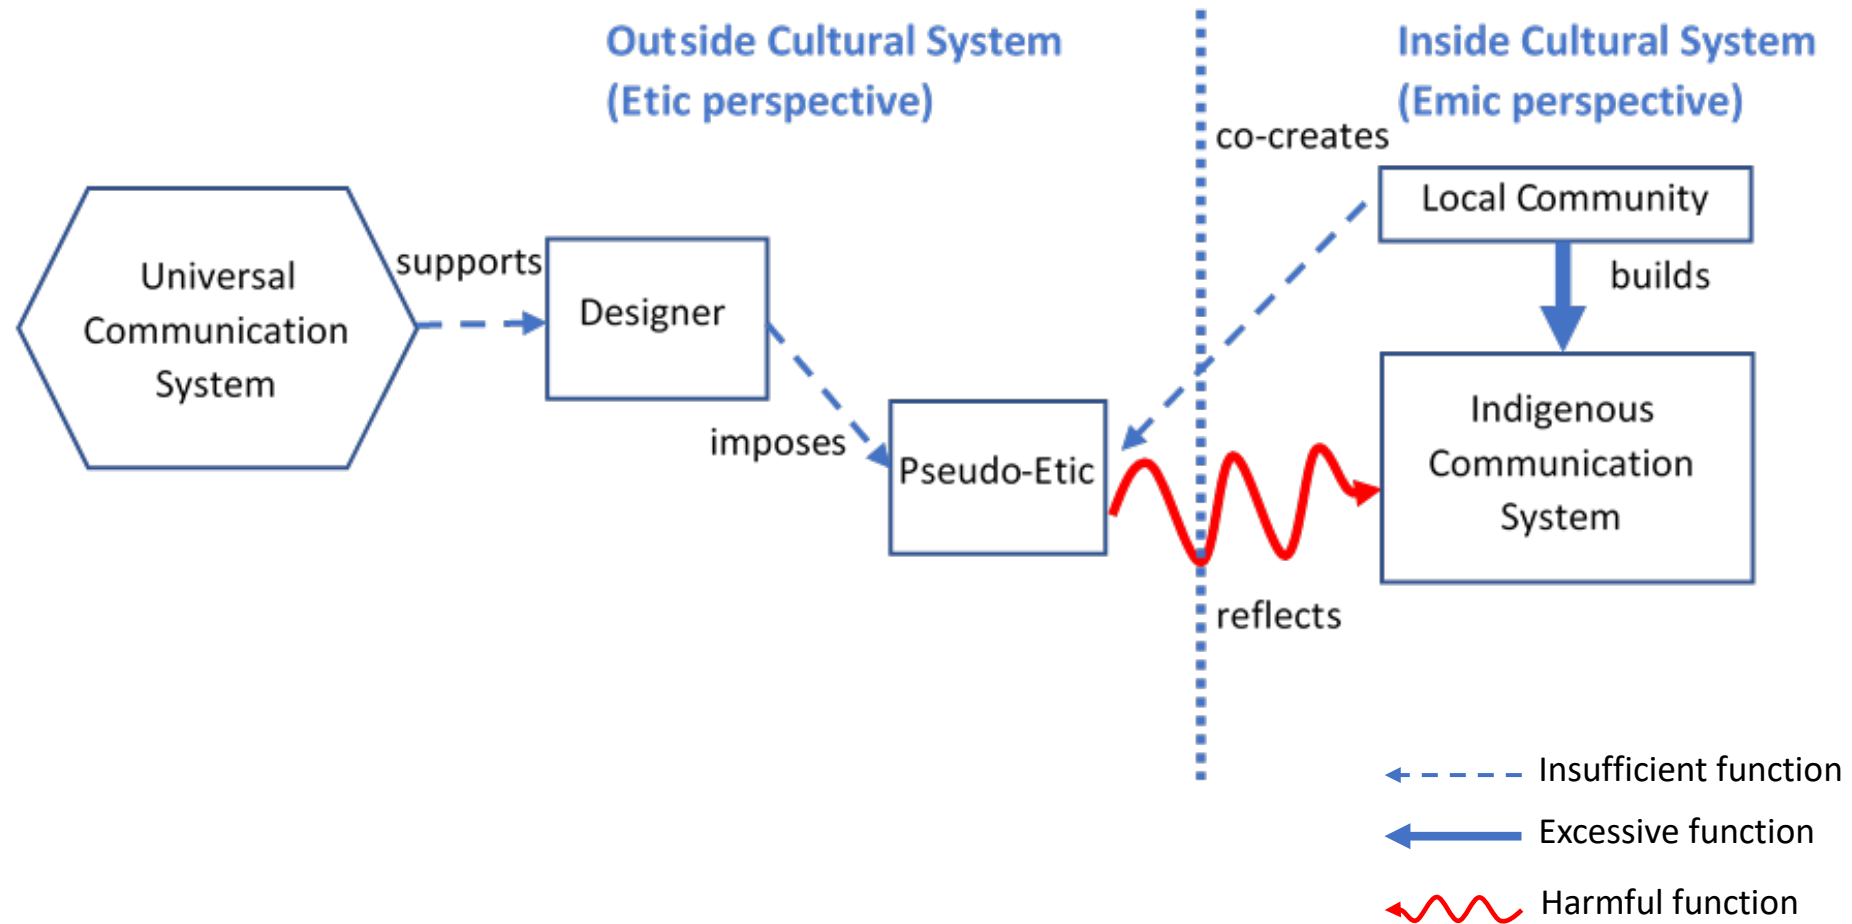 Outside Cultural System
(Etic perspective)
Inside Cultural System
(Emic perspective)
co-creates
Local Community
builds
Universal
Communication
System
supports
Designer
imposes
Pseudo-Etic
Indigenous
Communication
System
reflects
Insufficient function
Excessive function
Harmful function